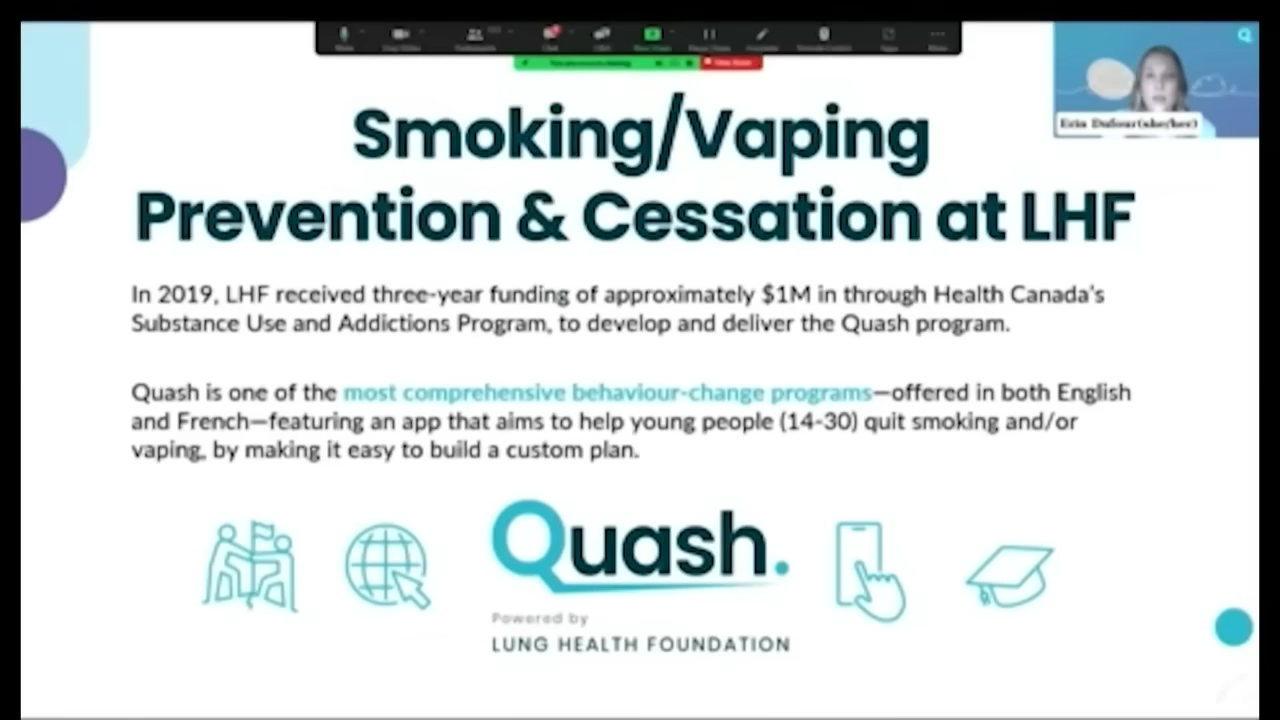 Erin Dufour(she/her)
Smoking/Vaping
Prevention & Cessation at LHF
In 2019, LHF received three-year funding of approximately $1M in through Health Canada's
Substance Use and Addictions Program, to develop and deliver the Quash program.
Quash is one of the most comprehensive behaviour-change programs—offered in both English
and French—featuring an app that aims to help young people (14-30) quit smoking and/or
vaping, by making it easy to build a custom plan.
Quash.
Powered by
LUNG HEALTH FOUNDATION